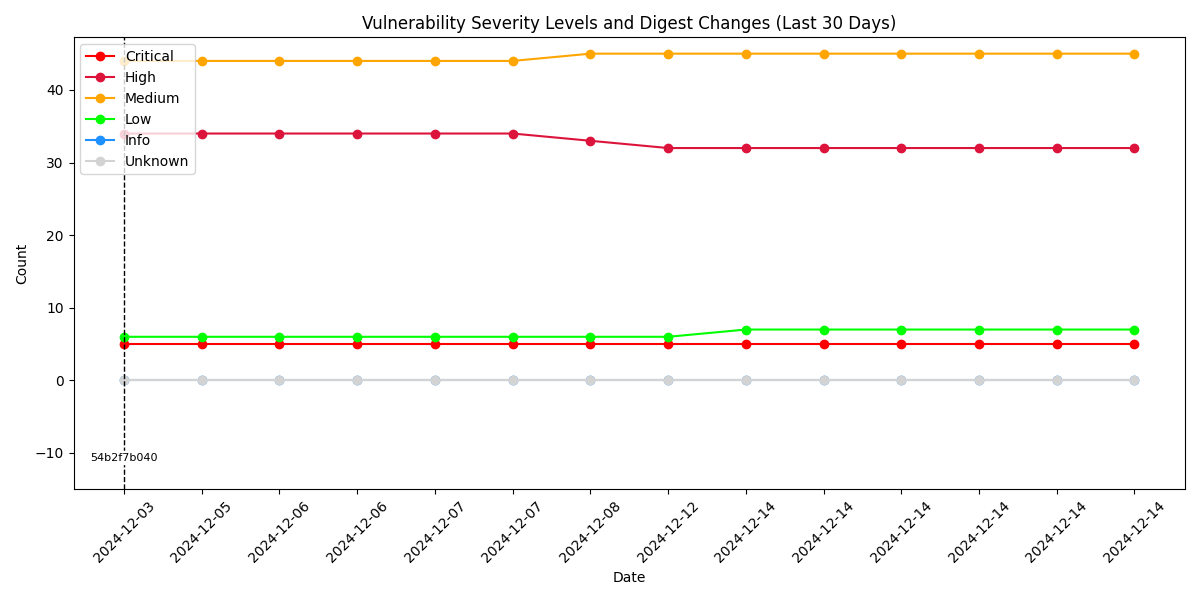 Vulnerability Severity Levels and Digest Changes (Last 30 Days)
Critical
High
Medium
Low
Info
Unknown
Count
40
30
20
10
0
−10
54b2f7b040
2024-12-03
2024-12-05
2024-12-06
2024-12-06
2024-12-07
2024-12-07
2024-12-08
2024-12-12
2024-12-14
2024-12-14
2024-12-14
2024-12-14
2024-12-14
2024-12-14
Date